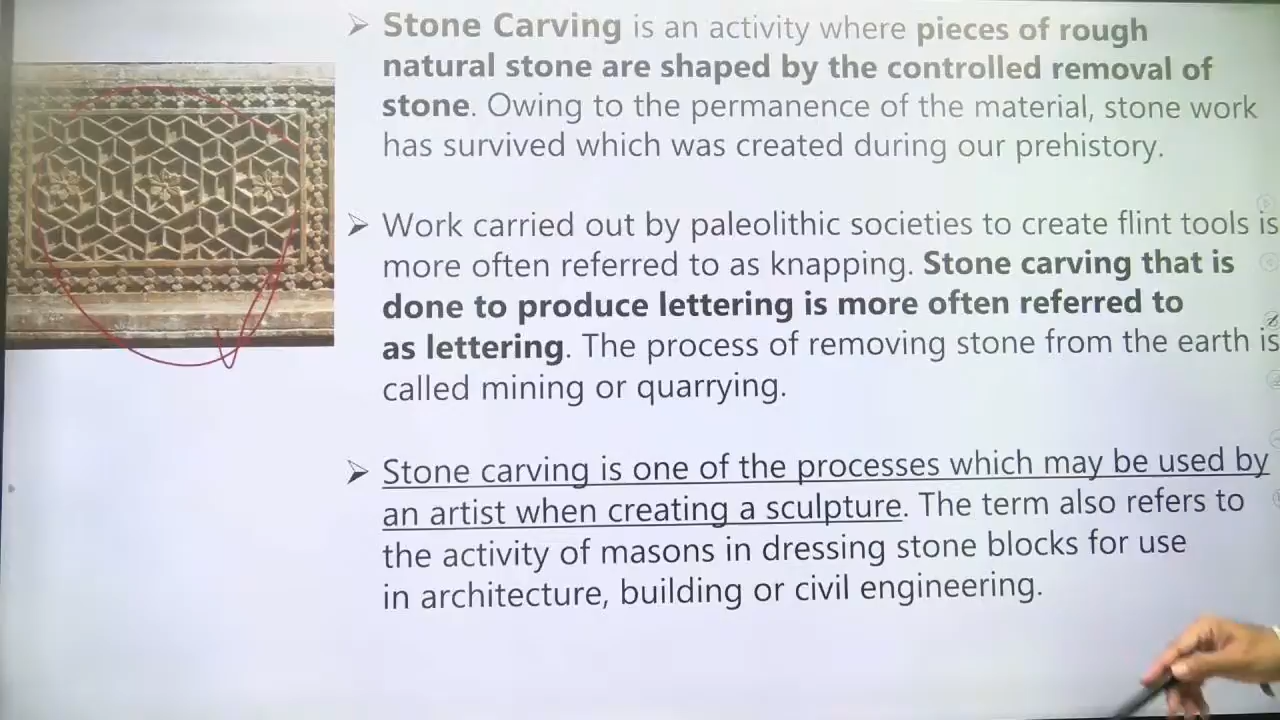 ➢ Stone Carving is an activity where pieces of rough
natural stone are shaped by the controlled removal of
stone. Owing to the permanence of the material, stone work
has survived which was created during our prehistory.
➢ Work carried out by paleolithic societies to create flint tools is
more often referred to as knapping. Stone carving that is
done to produce lettering is more often referred to
as lettering. The process of removing stone from the earth is
called mining or quarrying.
➢ Stone carving is one of the processes which may be used by
an artist when creating a sculpture. The term also refers to
the activity of masons in dressing stone blocks for use
in architecture, building or civil engineering.